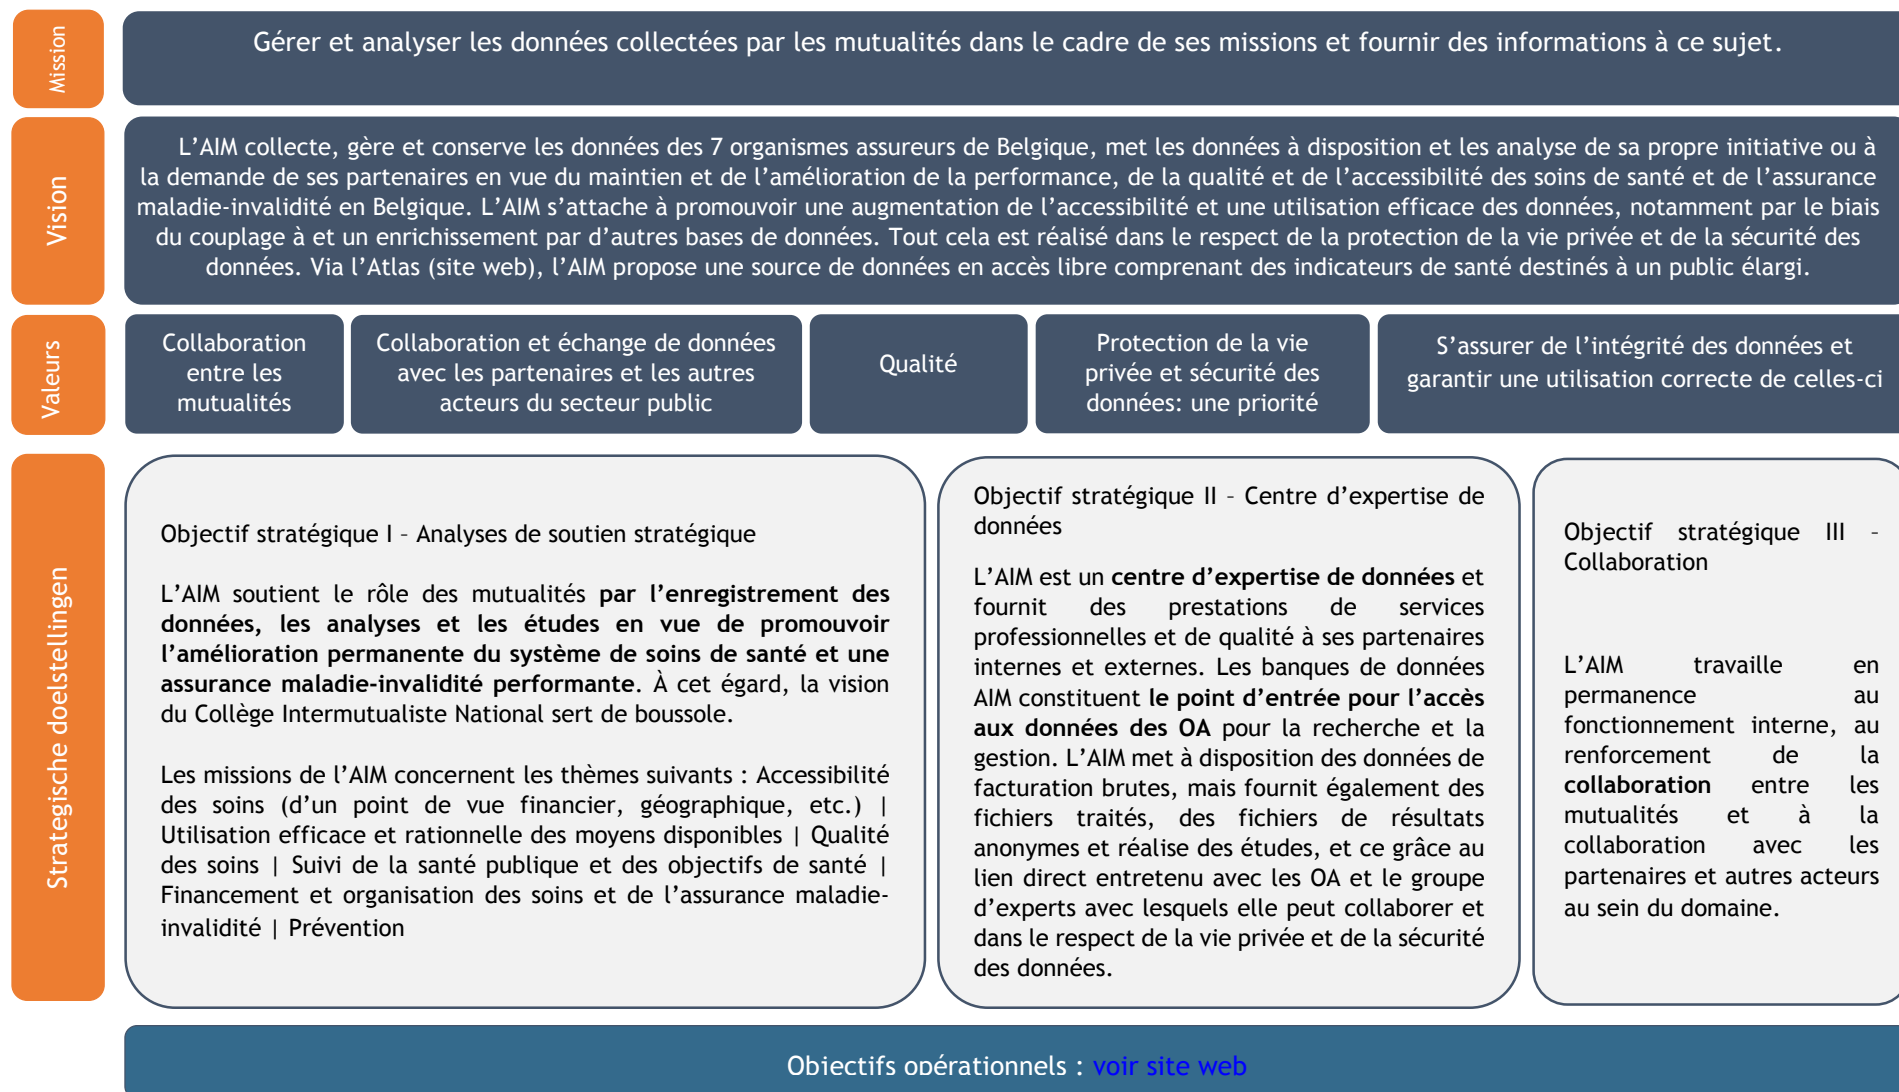 Mission
Gérer et analyser les données collectées par les mutualités dans le cadre de ses missions et fournir des informations à ce sujet.
Vision
L’AIM collecte, gère et conserve les données des 7 organismes assureurs de Belgique, met les données à disposition et les analyse de sa propre initiative ou à
la demande de ses partenaires en vue du maintien et de l’amélioration de la performance, de la qualité et de l’accessibilité des soins de santé et de l’assurance
maladie-invalidité en Belgique. L’AIM s’attache à promouvoir une augmentation de l’accessibilité et une utilisation efficace des données, notamment par le biais
du couplage à et un enrichissement par d’autres bases de données. Tout cela est réalisé dans le respect de la protection de la vie privée et de la sécurité des
données. Via l’Atlas (site web), l’AIM propose une source de données en accès libre comprenant des indicateurs de santé destinés à un public élargi.
Valeurs
Collaboration
entre les
mutualités
Collaboration et échange de données
avec les partenaires et les autres
acteurs du secteur public
Qualité
Protection de la vie
privée et sécurité des
données: une priorité
S’assurer de l’intégrité des données et
garantir une utilisation correcte de celles-ci
Strategische doelstellingen
Objectif stratégique I – Analyses de soutien stratégique
L’AIM soutient le rôle des mutualités par l’enregistrement des
données, les analyses et les études en vue de promouvoir
l’amélioration permanente du système de soins de santé et une
assurance maladie-invalidité performante. À cet égard, la vision
du Collège Intermutualiste National sert de boussole.
Les missions de l’AIM concernent les thèmes suivants : Accessibilité
des soins (d’un point de vue financier, géographique, etc.) |
Utilisation efficace et rationnelle des moyens disponibles | Qualité
des soins | Suivi de la santé publique et des objectifs de santé |
Financement et organisation des soins et de l’assurance maladie-
invalidité | Prévention
Objectif stratégique II – Centre d’expertise de
données
L’AIM est un centre d’expertise de données et
fournit des prestations de services
professionnelles et de qualité à ses partenaires
internes et externes. Les banques de données
AIM constituent le point d’entrée pour l’accès
aux données des OA pour la recherche et la
gestion. L’AIM met à disposition des données de
facturation brutes, mais fournit également des
fichiers traités, des fichiers de résultats
anonymes et réalise des études, et ce grâce au
lien direct entretenu avec les OA et le groupe
d’experts avec lesquels elle peut collaborer et
dans le respect de la vie privée et de la sécurité
des données.
Objectif stratégique III –
Collaboration
L’AIM travaille en
permanence au
fonctionnement interne, au
renforcement de la
collaboration entre les
mutualités et à la
collaboration avec les
partenaires et autres acteurs
au sein du domaine.
Objectifs opérationnels : voir site web